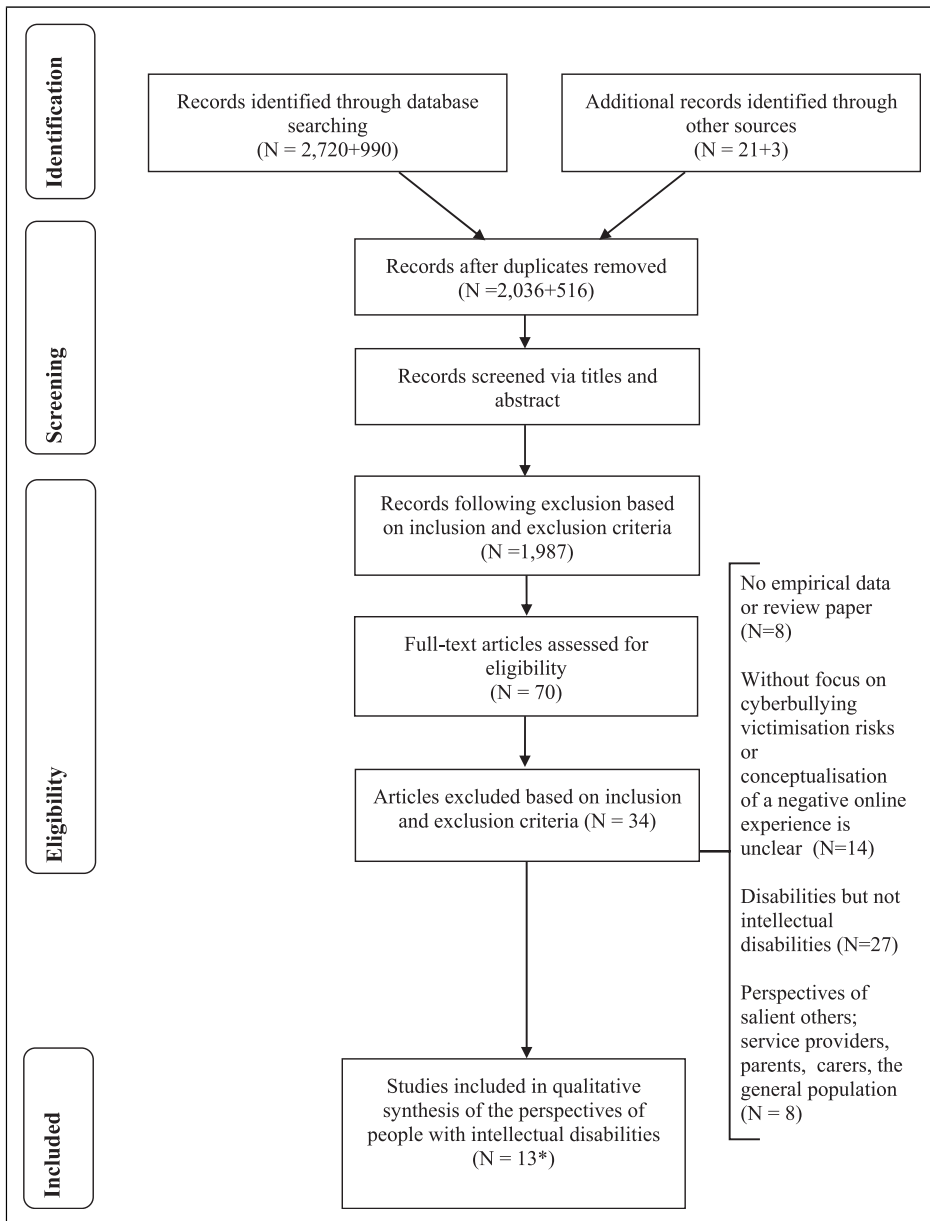 Identification
Records identified through database
searching
(N = 2,720+990)
Additional records identified through
other sources
(N = 21+3)
Screening
Records after duplicates removed
(N =2,036+516)
Records screened via titles and
abstract
Eligibility
Records following exclusion based
on inclusion and exclusion criteria
(N =1,987)
Full-text articles assessed for
eligibility
(N = 70)
Articles excluded based on inclusion
and exclusion criteria (N = 34)
No empirical data
or review paper
(N=8)
Without focus on
cyberbullying
victimisation risks
or
conceptualisation
of a negative online
experience is
unclear (N=14)
Disabilities but not
intellectual
disabilities (N=27)
Perspectives of
salient others;
service providers,
parents, carers, the
general population
(N = 8)
Included
Studies included in qualitative
synthesis of the perspectives of
people with intellectual disabilities
(N = 13*)